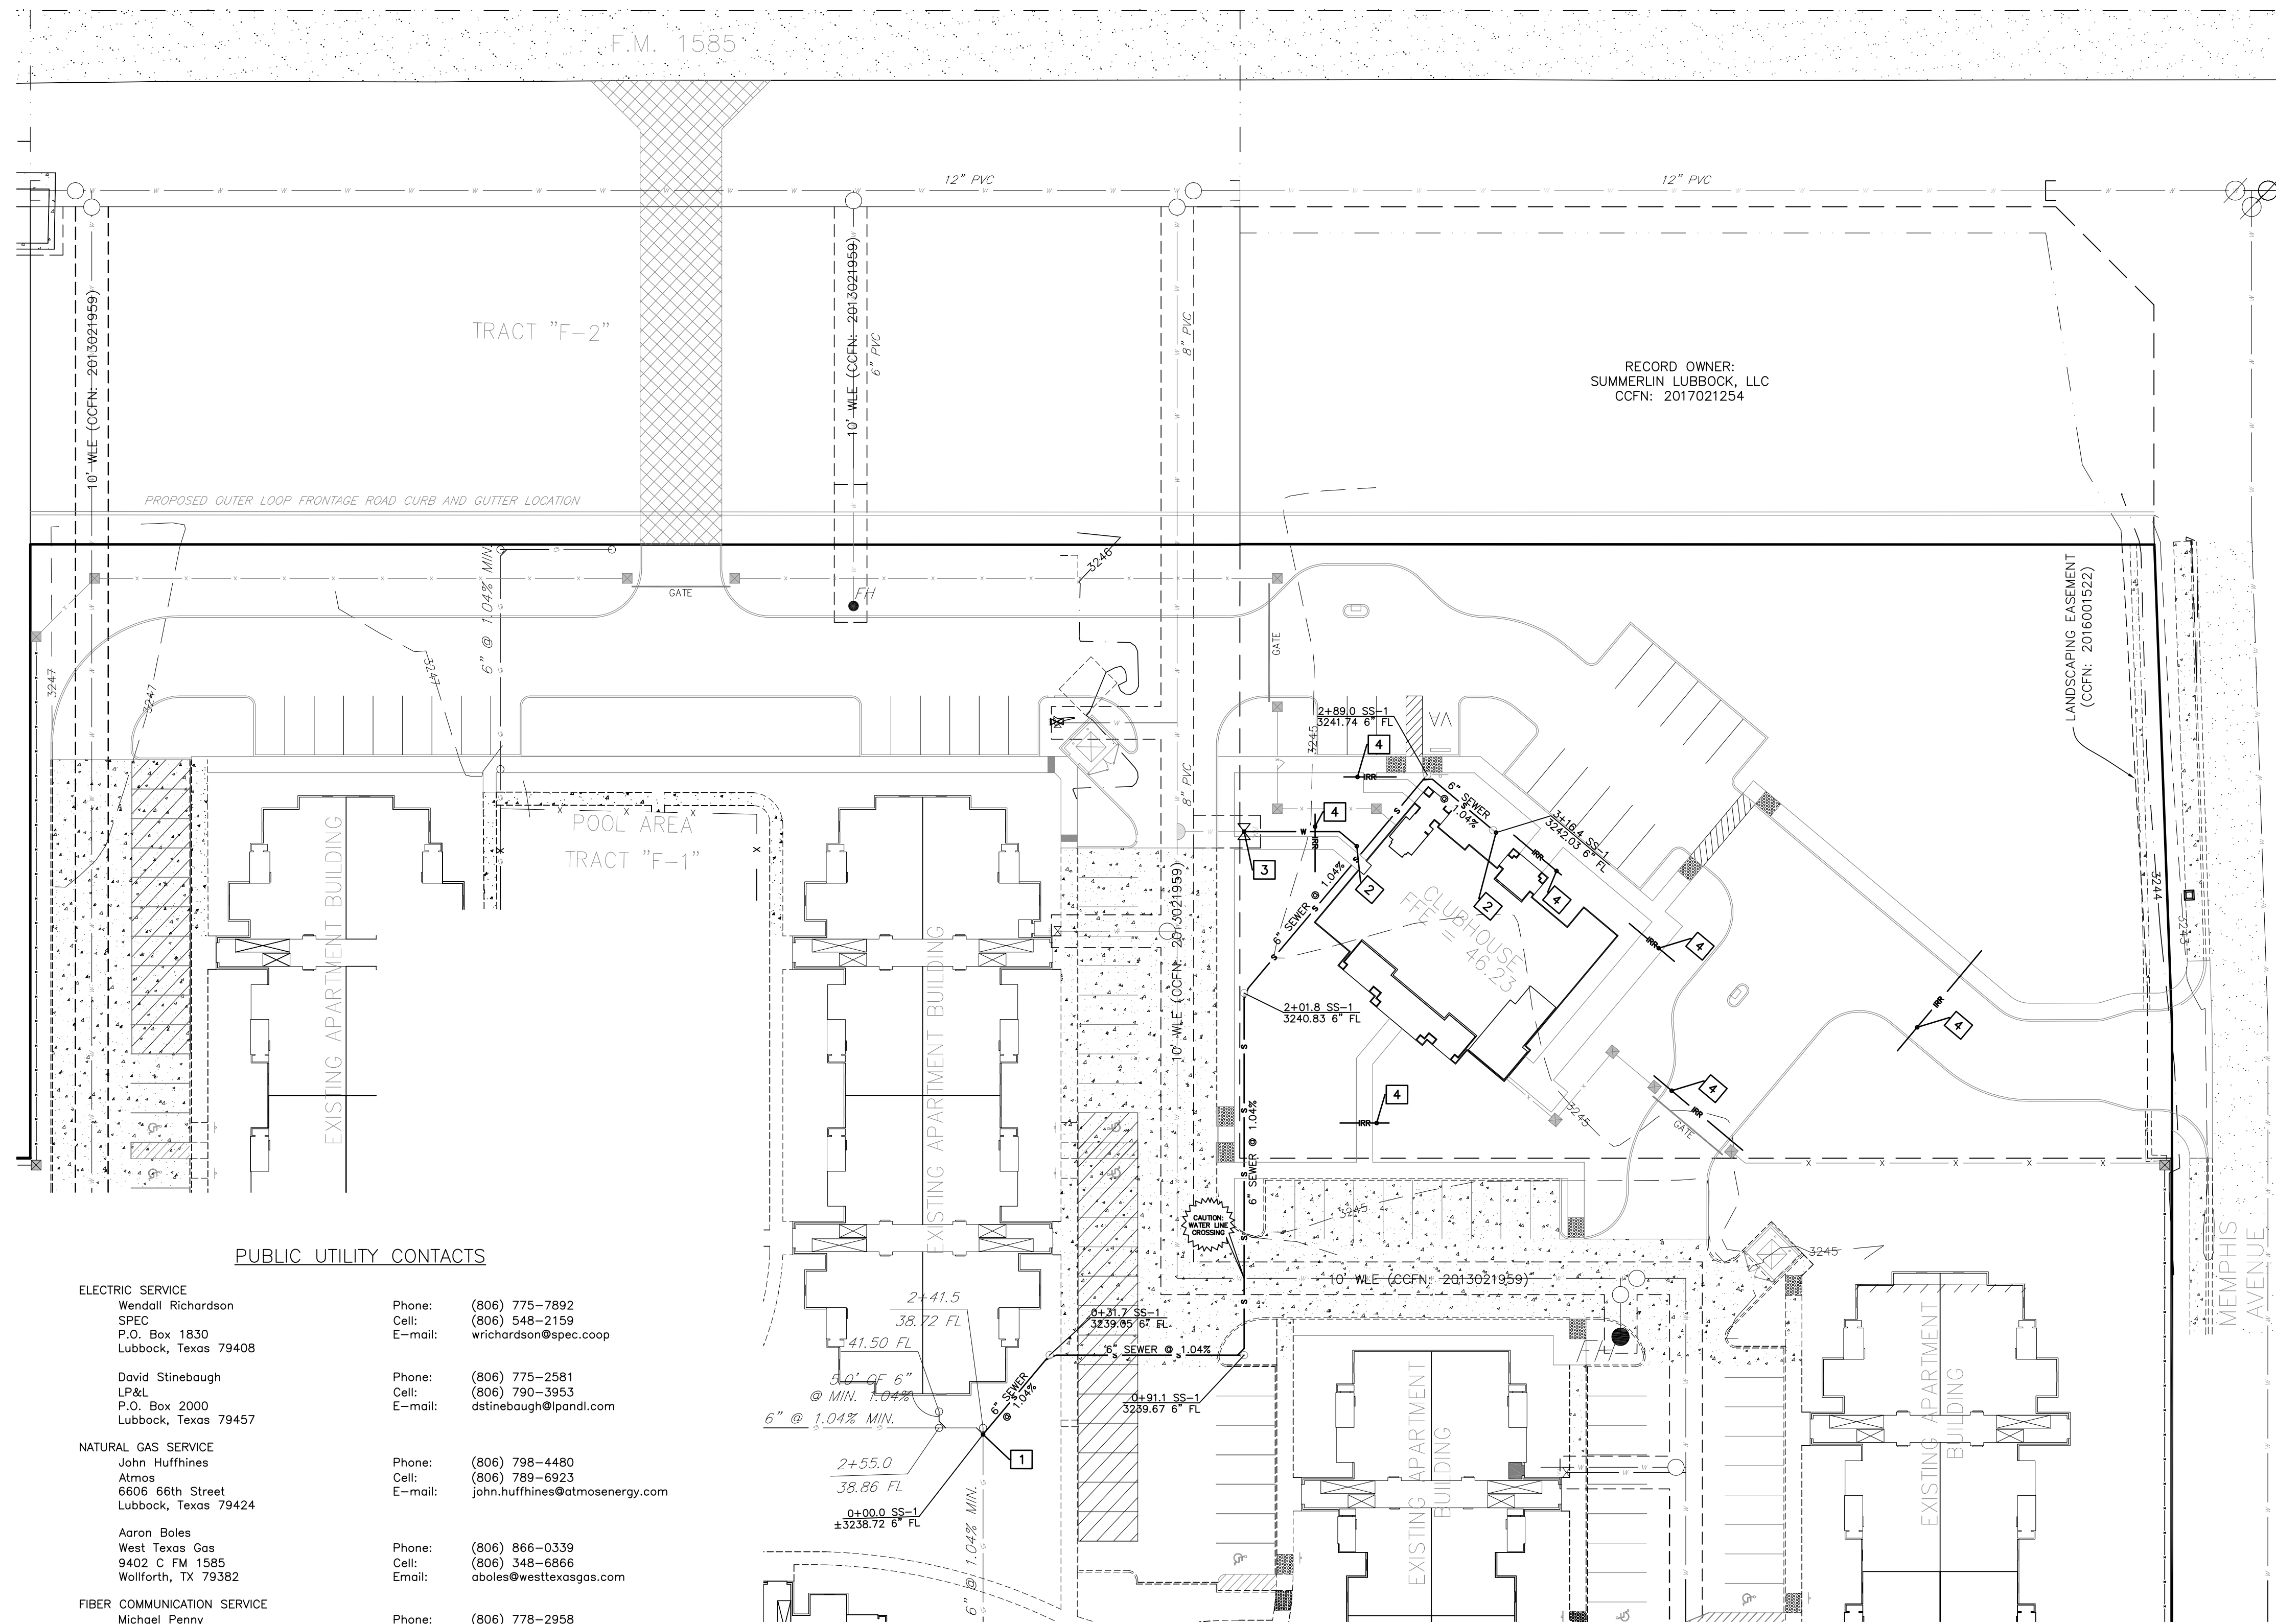 F.M. 1585
12" PVC
12" PVC
10' WLE (CCFN: 2013021959)
10' WLE (CCFN: 2013021959)
6" PVC
8" PVC
TRACT "F-2"
RECORD OWNER:
SUMMERLIN LUBBOCK, LLC
CCFN: 2017021254
PROPOSED OUTER LOOP FRONTAGE ROAD CURB AND GUTTER LOCATION
LANDSCAPING EASEMENT
(CCFN: 2016001522)
3246
GATE
FH
6" @ 1.04% MIN.
GATE
3247
3247
3247
2+89.0 SS-1
3241.74 6" FL
3245
VA
4
IRR
8" PVC
6" SEWER
@ 1.04%
4
IRR
W
3
2
3+16.4 SS-1
3242.03 6" FL
2
IRR
4
POOL AREA
TRACT "F-1"
EXISTING APARTMENT BUILDING
EXISTING APARTMENT BUILDING
CLUBHOUSE
FFE = 46.23
6" SEWER @ 1.04%
3244
3243
10' WLE (CCFN: 2013021959)
IRR
4
2+01.8 SS-1
3240.83 6" FL
IRR
4
4
IRR
4
IRR
3245
GATE
6" SEWER @ 1.04%
CAUTION:
WATER LINE
CROSSING
3245
3245
10' WLE (CCFN: 2013021959)
MEMPHIS
AVENUE
2+41.5
38.72 FL
41.50 FL
0+31.7 SS-1
3239.05 6" FL
6" SEWER @ 1.04%
FH
5.0' OF 6"
@ MIN. 1.04%
6" SEWER
@ 1.04%
0+91.1 SS-1
3239.67 6" FL
6" @ 1.04% MIN.
1
2+55.0
38.86 FL
0+00.0 SS-1
±3238.72 6" FL
6" @ 1.04% MIN.
EXISTING APARTMENT
BUILDING
EXISTING APARTMENT
BUILDING
PUBLIC UTILITY CONTACTS
ELECTRIC SERVICE
Wendall Richardson Phone: (806) 775-7892
SPEC Cell: (806) 548-2159
P.O. Box 1830 E-mail: wrichardson@spec.coop
Lubbock, Texas 79408
David Stinebaugh Phone: (806) 775-2581
LP&L Cell: (806) 790-3953
P.O. Box 2000 E-mail: dstinebaugh@lpandl.com
Lubbock, Texas 79457
NATURAL GAS SERVICE
John Huffhines Phone: (806) 798-4480
Atmos Cell: (806) 789-6923
6606 66th Street E-mail: john.huffhines@atmosenergy.com
Lubbock, Texas 79424
Aaron Boles
West Texas Gas Phone: (806) 866-0339
9402 C FM 1585 Cell: (806) 348-6866
Wollforth, TX 79382 Email: aboles@westtexasgas.com
FIBER COMMUNICATION SERVICE
Michael Penny Phone: (806) 778-2958